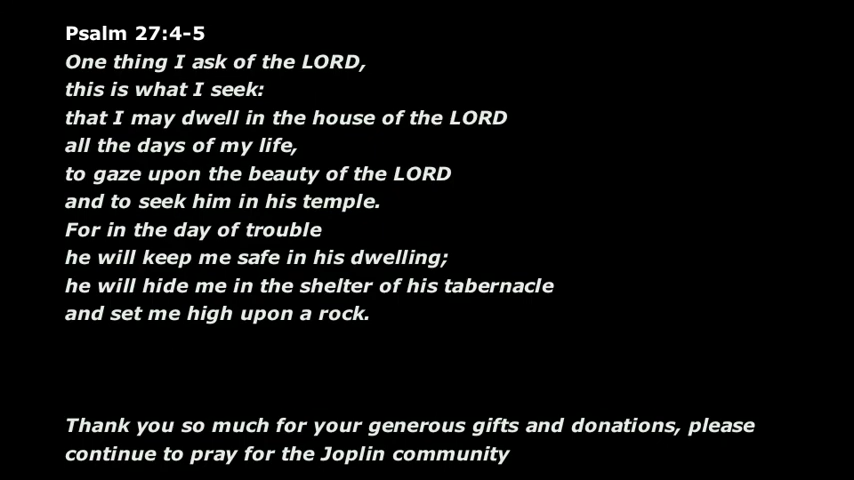 Psalm 27:4-5
One thing I ask of the LORD,
this is what I seek:
that I may dwell in the house of the LORD
all the days of my life,
to gaze upon the beauty of the LORD
and to seek him in his temple.
For in the day of trouble
he will keep me safe in his dwelling;
he will hide me in the shelter of his tabernacle
and set me high upon a rock.
Thank you so much for your generous gifts and donations, please
continue to pray for the Joplin community